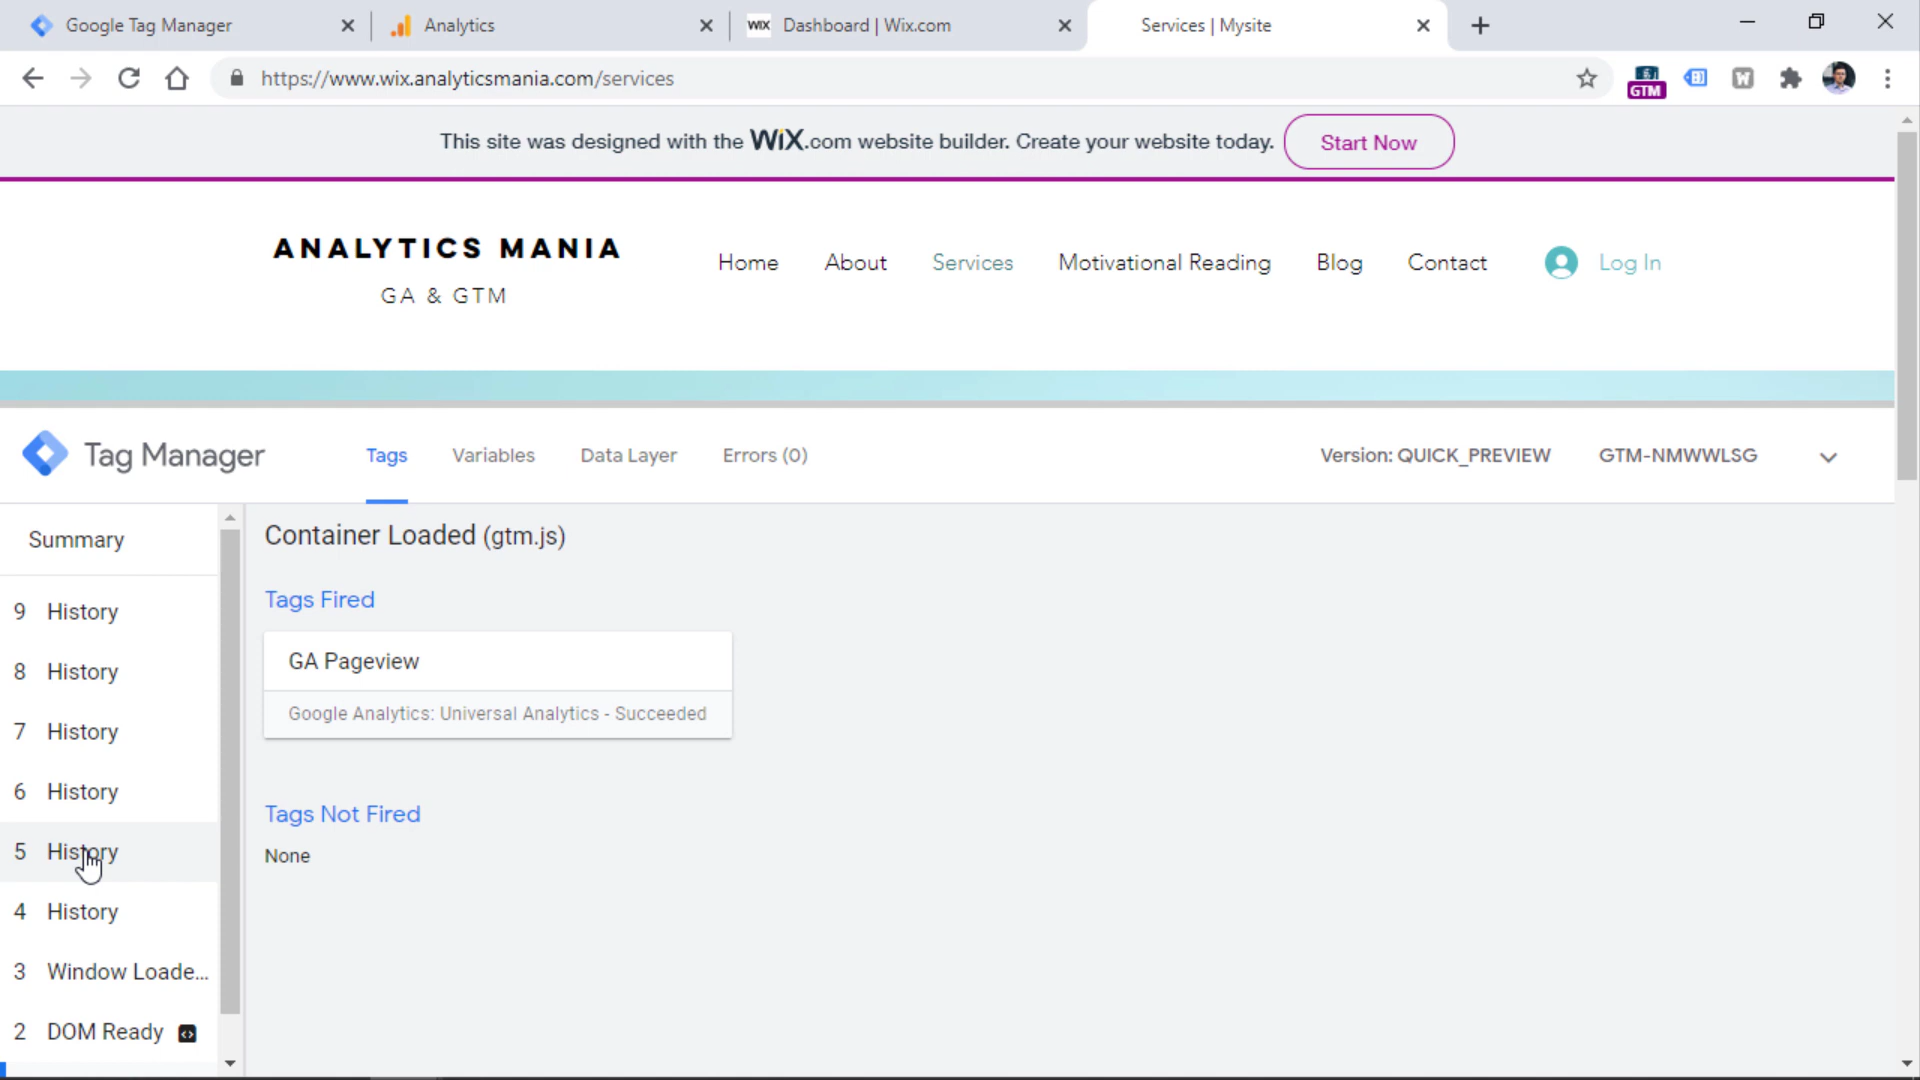 Google Tag Manager
Analytics
WIX Dashboard | Wix.com
Services | Mysite
https://www.wix.analyticsmania.com/services
GTM
W
This site was designed with the WIX.com website builder. Create your website today.
Start Now
ANALYTICS MANIA
GA & GTM
Home
About
Services
Motivational Reading
Blog
Contact
Log In
Tag Manager
Tags
Variables
Data Layer
Errors (0)
Version: QUICK_PREVIEW
GTM-NMWWLSG
Summary
9 History
8 History
7 History
6 History
5 History
4 History
3 Window Loade...
2 DOM Ready
Container Loaded (gtm.js)
Tags Fired
GA Pageview
Google Analytics: Universal Analytics - Succeeded
Tags Not Fired
None